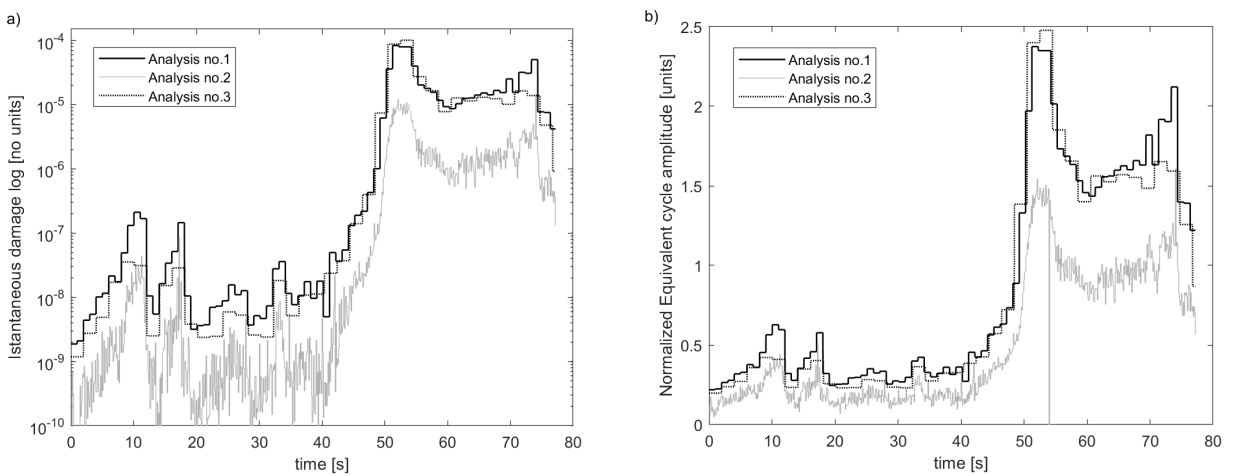 a)
Istantaneous damage log [no units]
10^-4
10^-5
10^-6
10^-7
10^-8
10^-9
10^-10
Analysis no.1
Analysis no.2
Analysis no.3
0 10 20 30 40 50 60 70 80
time [s]
b)
Normalized Equivalent cycle amplitude [units]
2.5
2
1.5
1
0.5
0
Analysis no.1
Analysis no.2
Analysis no.3
0 10 20 30 40 50 60 70 80
time [s]